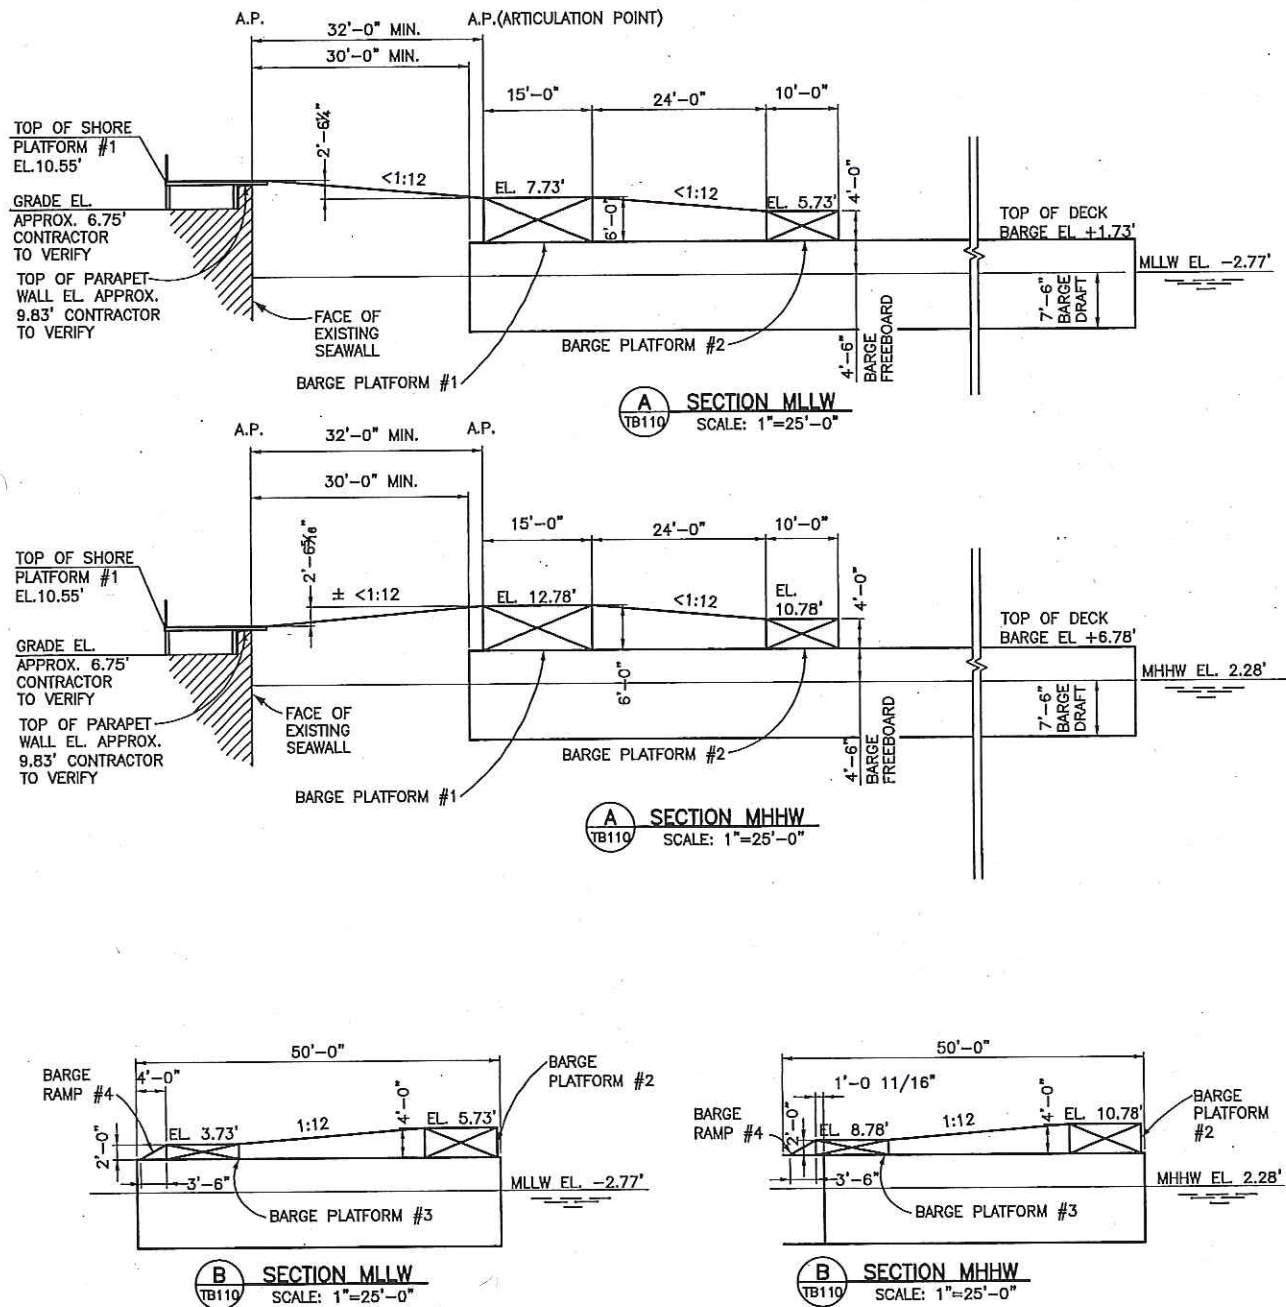 A.P.
A.P.(ARTICULATION POINT)
32'-0" MIN.
30'-0" MIN.
15'-0"
24'-0"
10'-0"
TOP OF SHORE
PLATFORM #1
EL.10.55'
2'-6¼"
<1:12
EL. 7.73'
6'-0"
<1:12
EL. 5.73'
4'-0"
GRADE EL.
APPROX. 6.75'
CONTRACTOR
TO VERIFY
TOP OF PARAPET
WALL EL. APPROX.
9.83' CONTRACTOR
TO VERIFY
FACE OF
EXISTING
SEAWALL
BARGE PLATFORM #1
BARGE PLATFORM #2
4'-6"
BARGE
FREEBOARD
TOP OF DECK
BARGE EL +1.73'
MLLW EL. -2.77'
7'-6"
BARGE
DRAFT
A
TB110
SECTION MLLW
SCALE: 1"=25'-0"
A.P.
A.P.
32'-0" MIN.
30'-0" MIN.
15'-0"
24'-0"
10'-0"
TOP OF SHORE
PLATFORM #1
EL.10.55'
2'-65/16"
± <1:12
EL. 12.78'
6'-0"
<1:12
EL.
10.78'
4'-0"
GRADE EL.
APPROX. 6.75'
CONTRACTOR
TO VERIFY
TOP OF PARAPET
WALL EL. APPROX.
9.83' CONTRACTOR
TO VERIFY
FACE OF
EXISTING
SEAWALL
BARGE PLATFORM #1
BARGE PLATFORM #2
4'-6"
BARGE
FREEBOARD
TOP OF DECK
BARGE EL +6.78'
MHHW EL. 2.28'
7'-6"
BARGE
DRAFT
A
TB110
SECTION MHHW
SCALE: 1"=25'-0"
50'-0"
4'-0"
BARGE
RAMP #4
BARGE
PLATFORM #2
EL. 3.73'
1:12
4'-0"
EL. 5.73'
2'-0"
3'-6"
MLLW EL. -2.77'
BARGE PLATFORM #3
B
TB110
SECTION MLLW
SCALE: 1"=25'-0"
50'-0"
1'-0 11/16"
BARGE
RAMP #4
2'-0"
EL. 8.78'
1:12
4'-0"
EL. 10.78'
BARGE
PLATFORM
#2
3'-6"
MHHW EL. 2.28'
BARGE PLATFORM #3
B
TB110
SECTION MHHW
SCALE: 1"=25'-0"